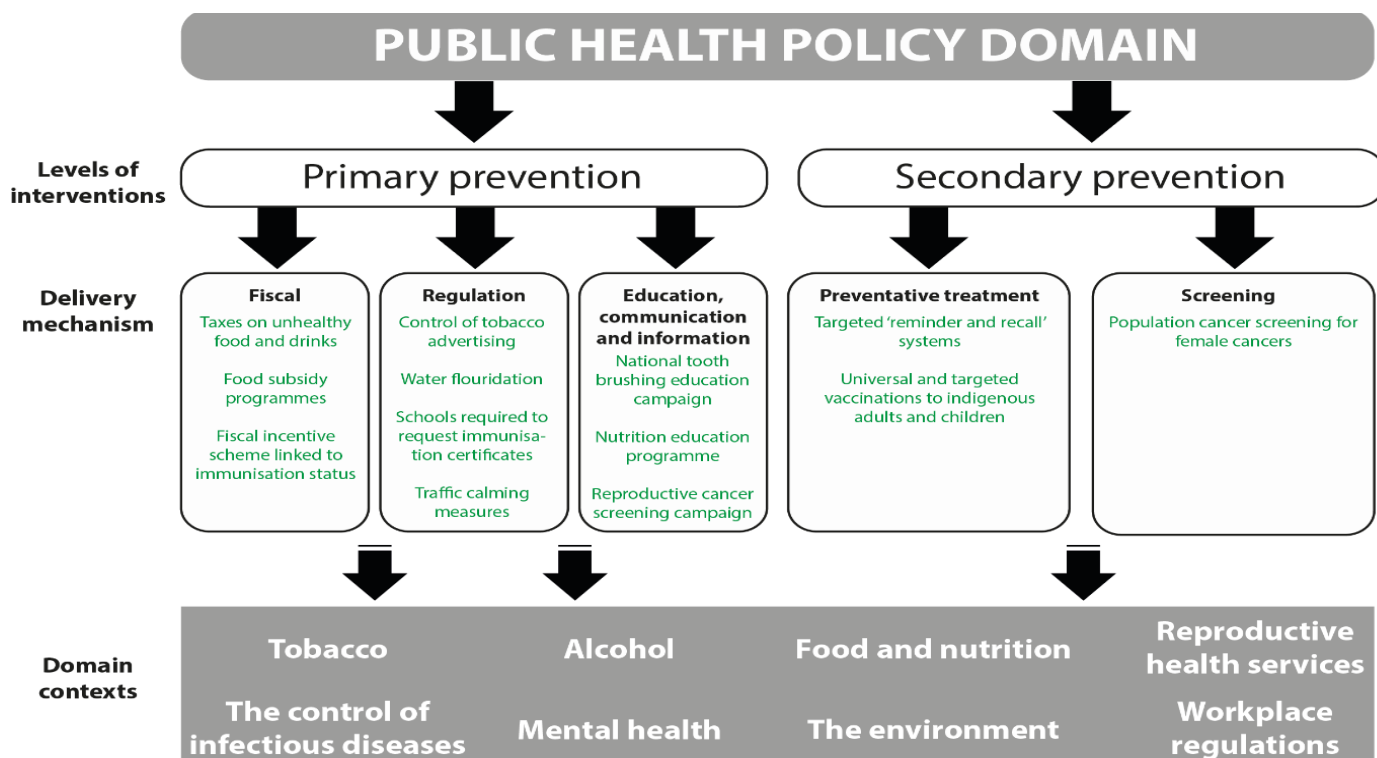 PUBLIC HEALTH POLICY DOMAIN
Levels of
interventions
Primary prevention
Secondary prevention
Delivery
mechanism
Fiscal
Taxes on unhealthy
food and drinks
Food subsidy
programmes
Fiscal incentive
scheme linked to
immunisation status
Regulation
Control of tobacco
advertising
Water flouridation
Schools required to
request immunisa-
tion certificates
Traffic calming
measures
Education,
communication
and information
National tooth
brushing education
campaign
Nutrition education
programme
Reproductive cancer
screening campaign
Preventative treatment
Targeted ‘reminder and recall’
systems
Universal and targeted
vaccinations to indigenous
adults and children
Screening
Population cancer screening for
female cancers
Domain
contexts
Tobacco
Alcohol
Food and nutrition
Reproductive
health services
The control of
infectious diseases
Mental health
The environment
Workplace
regulations